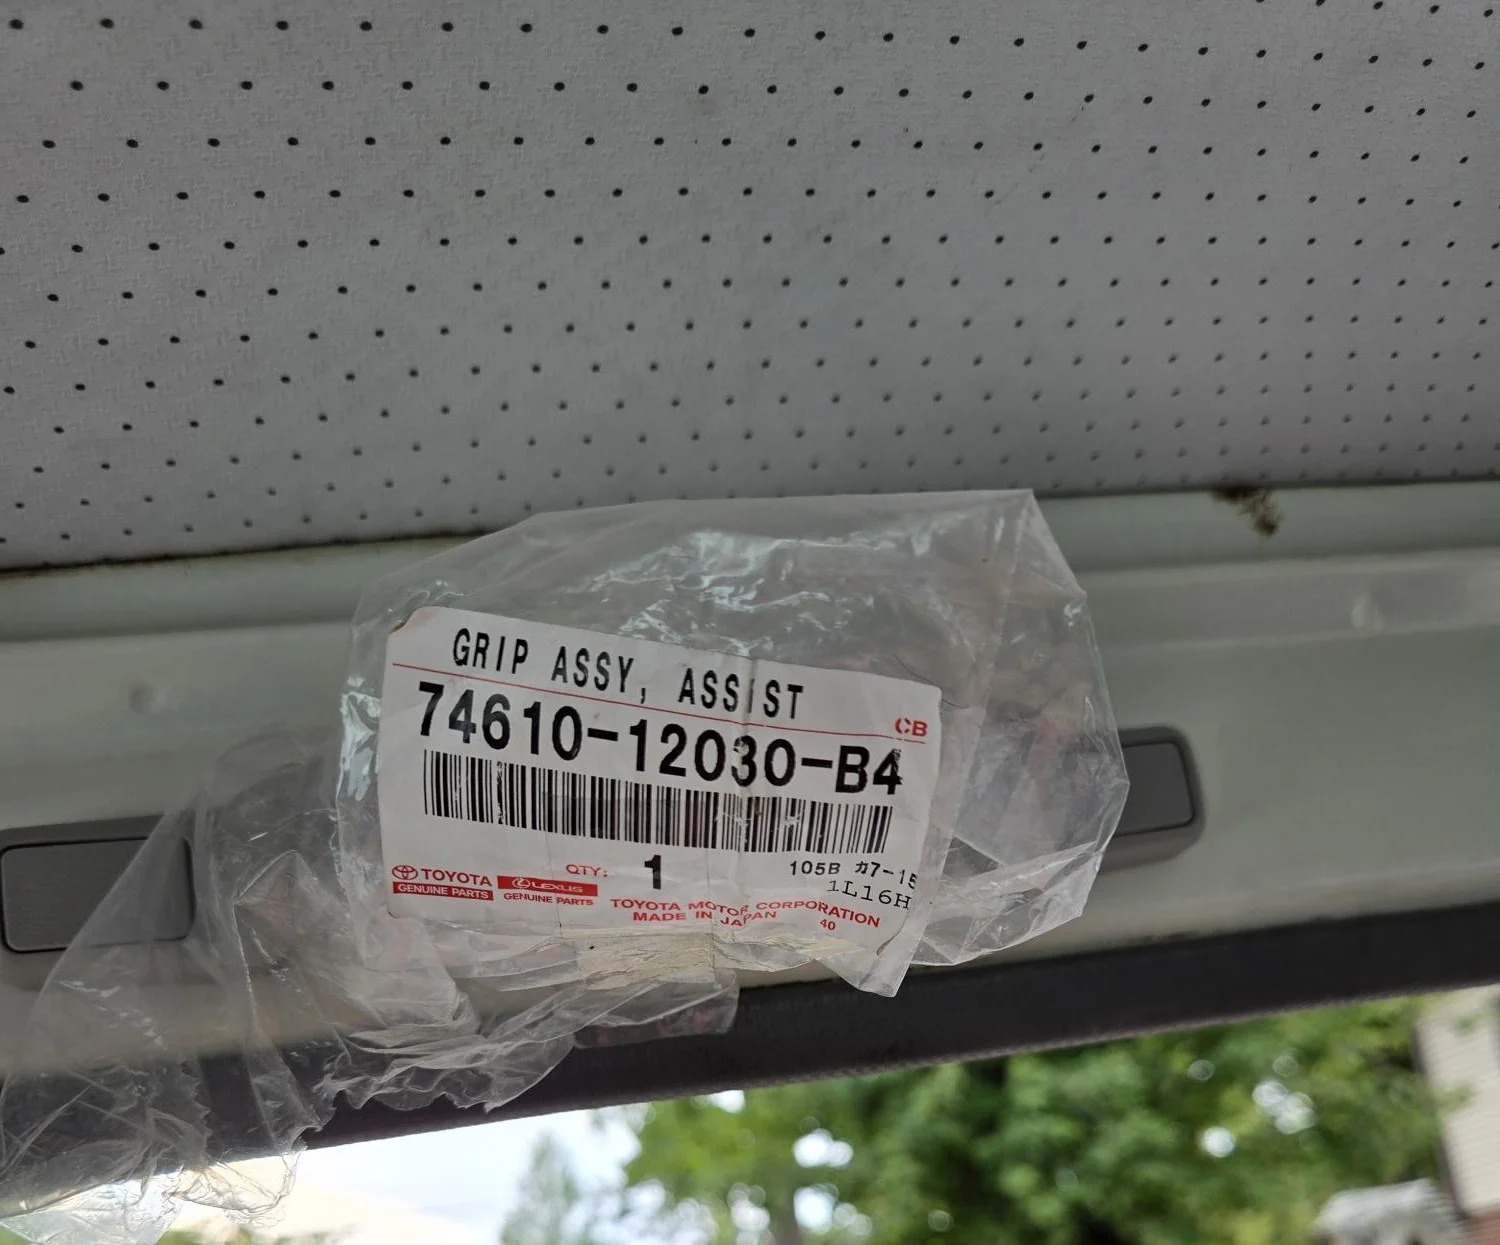 GRIP ASSY, ASSIST
CB
74610-12030-B4
QTY: 1
105B カ7-15
1L16H
TOYOTA
GENUINE PARTS
LEXUS
GENUINE PARTS
TOYOTA MOTOR CORPORATION
MADE IN JAPAN
40